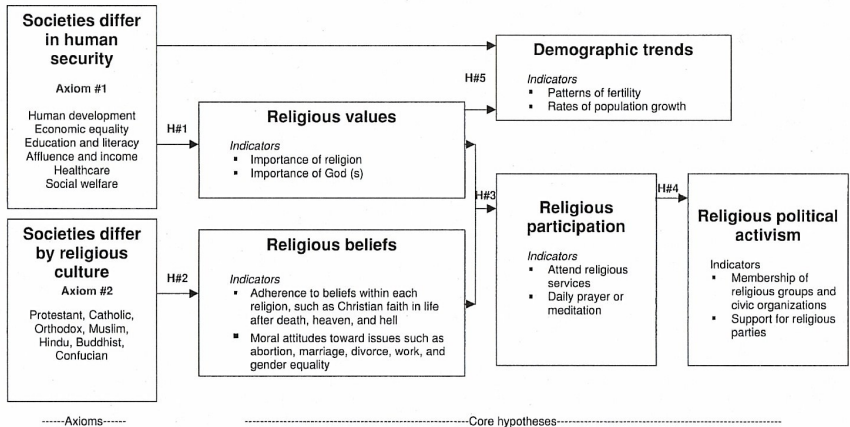 Societies differ
in human
security
Axiom #1
Human development
Economic equality
Education and literacy
Affluence and income
Healthcare
Social welfare
H#1
Religious values
Indicators
▪ Importance of religion
▪ Importance of God (s)
H#5
Demographic trends
Indicators
▪ Patterns of fertility
▪ Rates of population growth
Societies differ
by religious
culture
Axiom #2
Protestant, Catholic,
Orthodox, Muslim,
Hindu, Buddhist,
Confucian
H#2
Religious beliefs
Indicators
▪ Adherence to beliefs within each
religion, such as Christian faith in life
after death, heaven, and hell
▪ Moral attitudes toward issues such as
abortion, marriage, divorce, work, and
gender equality
H#3
Religious
participation
Indicators
▪ Attend religious
services
▪ Daily prayer or
meditation
H#4
Religious political
activism
Indicators
▪ Membership of
religious groups and
civic organizations
▪ Support for religious
parties
-----Axioms------
Core hypotheses